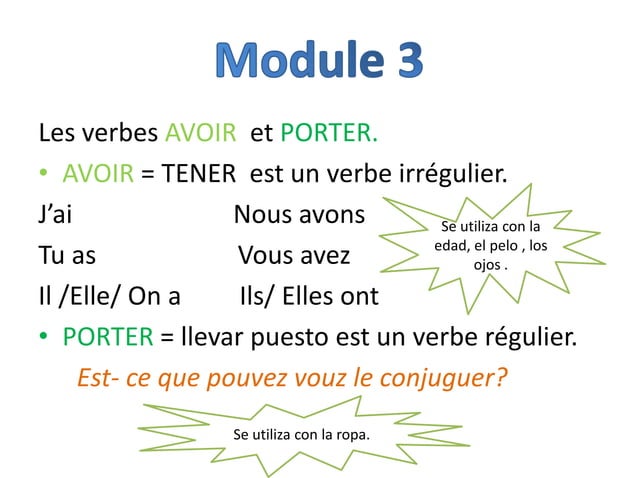 Module 3
Les verbes AVOIR et PORTER.
• AVOIR = TENER est un verbe irrégulier.
J’ai Nous avons
Tu as Vous avez
Il /Elle/ On a Ils/ Elles ont
Se utiliza con la
edad, el pelo , los
ojos .
• PORTER = llevar puesto est un verbe régulier.
Est- ce que pouvez vouz le conjuguer?
Se utiliza con la ropa.